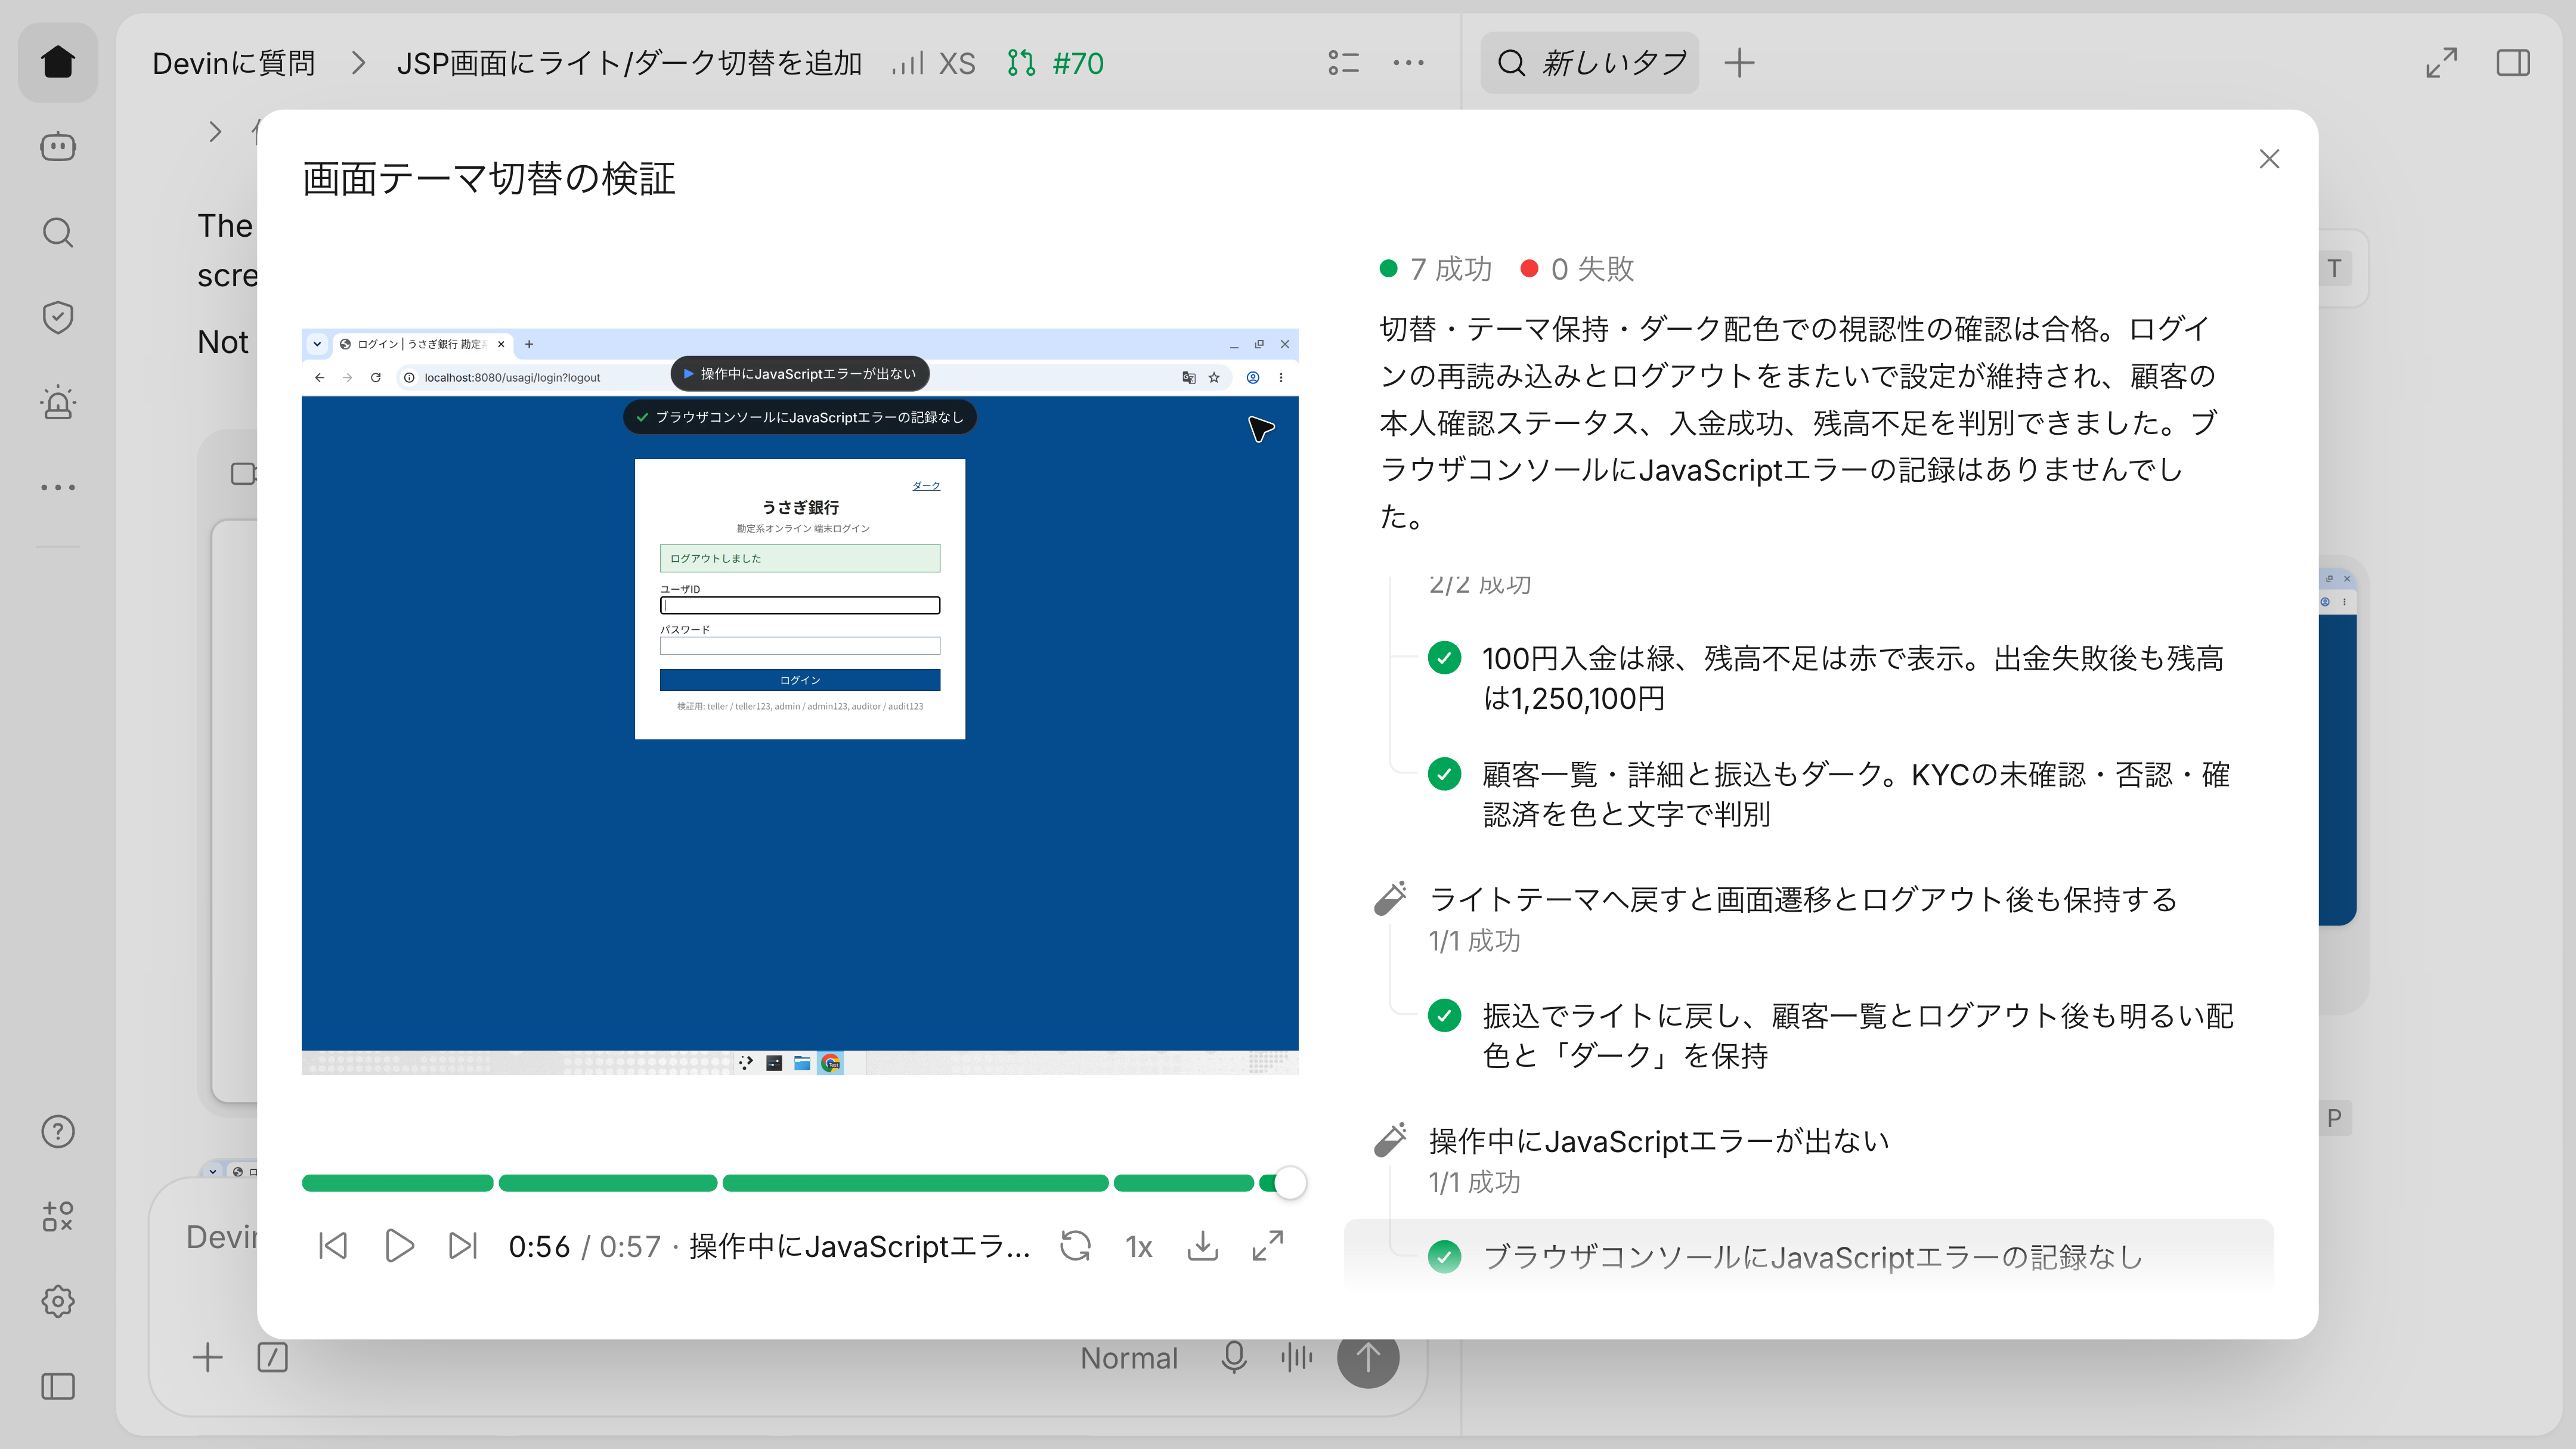 Devinに質問
JSP画面にライト/ダーク切替を追加
XS
#70
新しいタブ
The
scre
Not
T
P
Devin
Normal
画面テーマ切替の検証
ログイン | うさぎ銀行 勘定
localhost:8080/usagi/login?logout
操作中にJavaScriptエラーが出ない
ブラウザコンソールにJavaScriptエラーの記録なし
ダーク
うさぎ銀行
勘定系オンライン 端末ログイン
ログアウトしました
ユーザID
パスワード
ログイン
検証用: teller / teller123, admin / admin123, auditor / audit123
0:56 / 0:57 · 操作中にJavaScriptエラ...
1x
7 成功
0 失敗
切替・テーマ保持・ダーク配色での視認性の確認は合格。ログイ
ンの再読み込みとログアウトをまたいで設定が維持され、顧客の
本人確認ステータス、入金成功、残高不足を判別できました。ブ
ラウザコンソールにJavaScriptエラーの記録はありませんでし
た。
2/2 成功
100円入金は緑、残高不足は赤で表示。出金失敗後も残高
は1,250,100円
顧客一覧・詳細と振込もダーク。KYCの未確認・否認・確
認済を色と文字で判別
ライトテーマへ戻すと画面遷移とログアウト後も保持する
1/1 成功
振込でライトに戻し、顧客一覧とログアウト後も明るい配
色と「ダーク」を保持
操作中にJavaScriptエラーが出ない
1/1 成功
ブラウザコンソールにJavaScriptエラーの記録なし